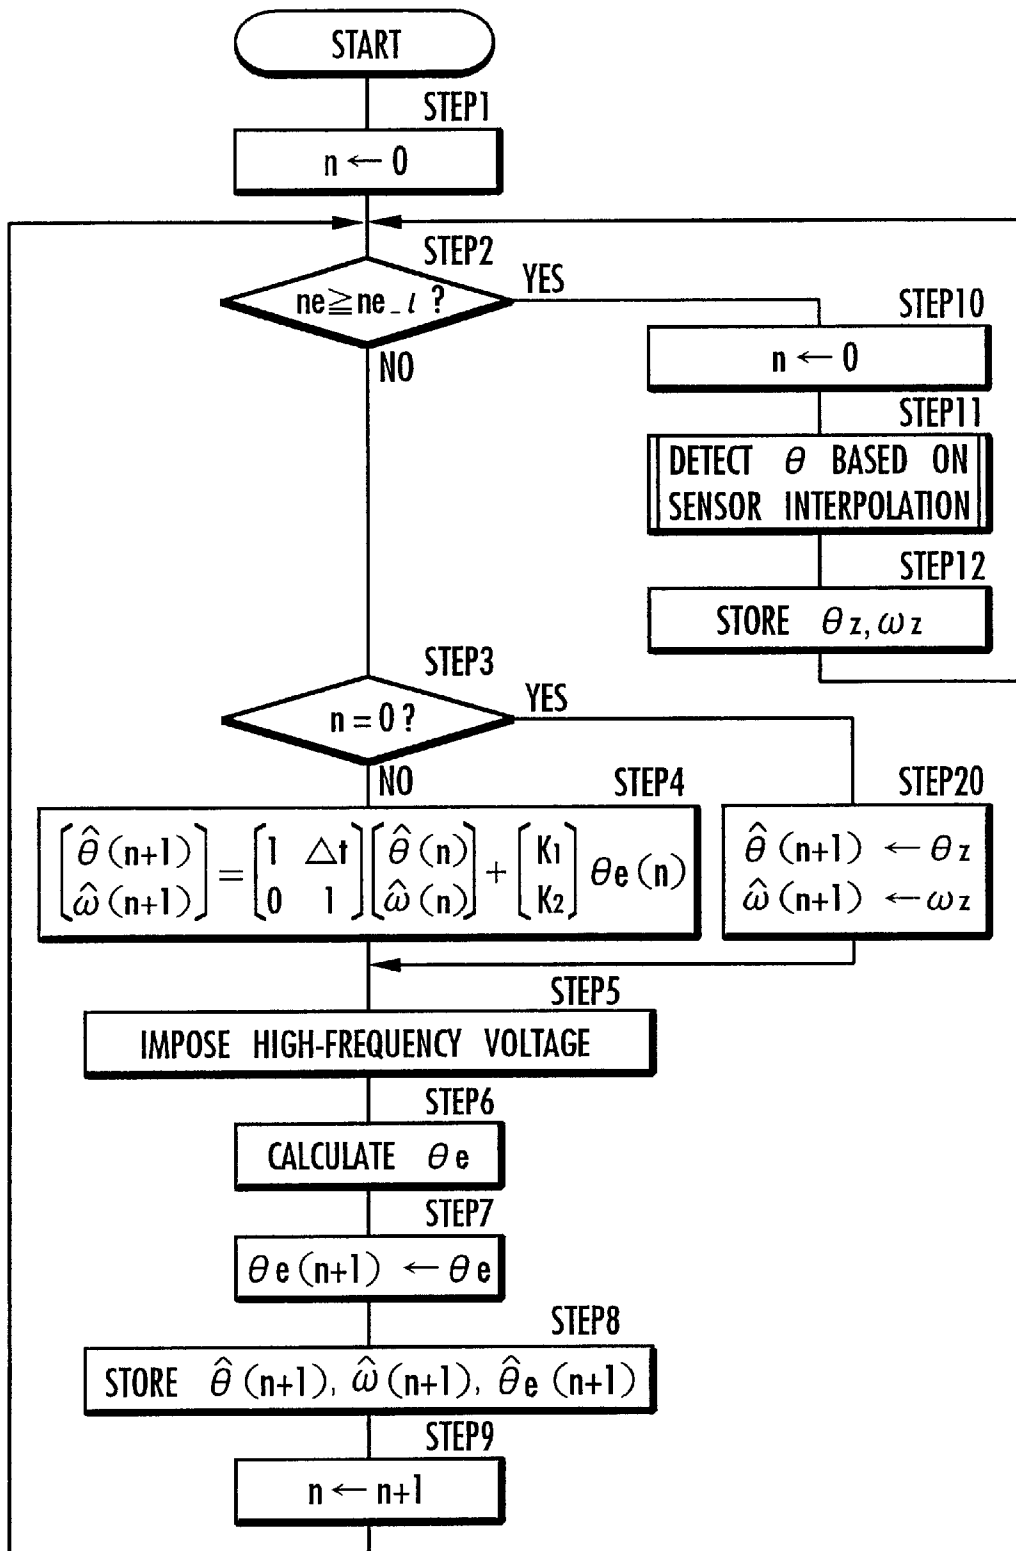 START
STEP1
n ← 0
STEP2
ne ≧ ne_l ?
YES
NO
STEP10
n ← 0
STEP11
DETECT θ BASED ON
SENSOR INTERPOLATION
STEP12
STORE θz, ωz
STEP3
n = 0 ?
YES
NO
STEP4
[θ̂(n+1)] = [1 Δt][θ̂(n)] + [K1] θe(n)
[ω̂(n+1)] [0 1][ω̂(n)] [K2]
STEP20
θ̂(n+1) ← θz
ω̂(n+1) ← ωz
STEP5
IMPOSE HIGH-FREQUENCY VOLTAGE
STEP6
CALCULATE θe
STEP7
θe(n+1) ← θe
STEP8
STORE θ̂(n+1), ω̂(n+1), θ̂e(n+1)
STEP9
n ← n+1